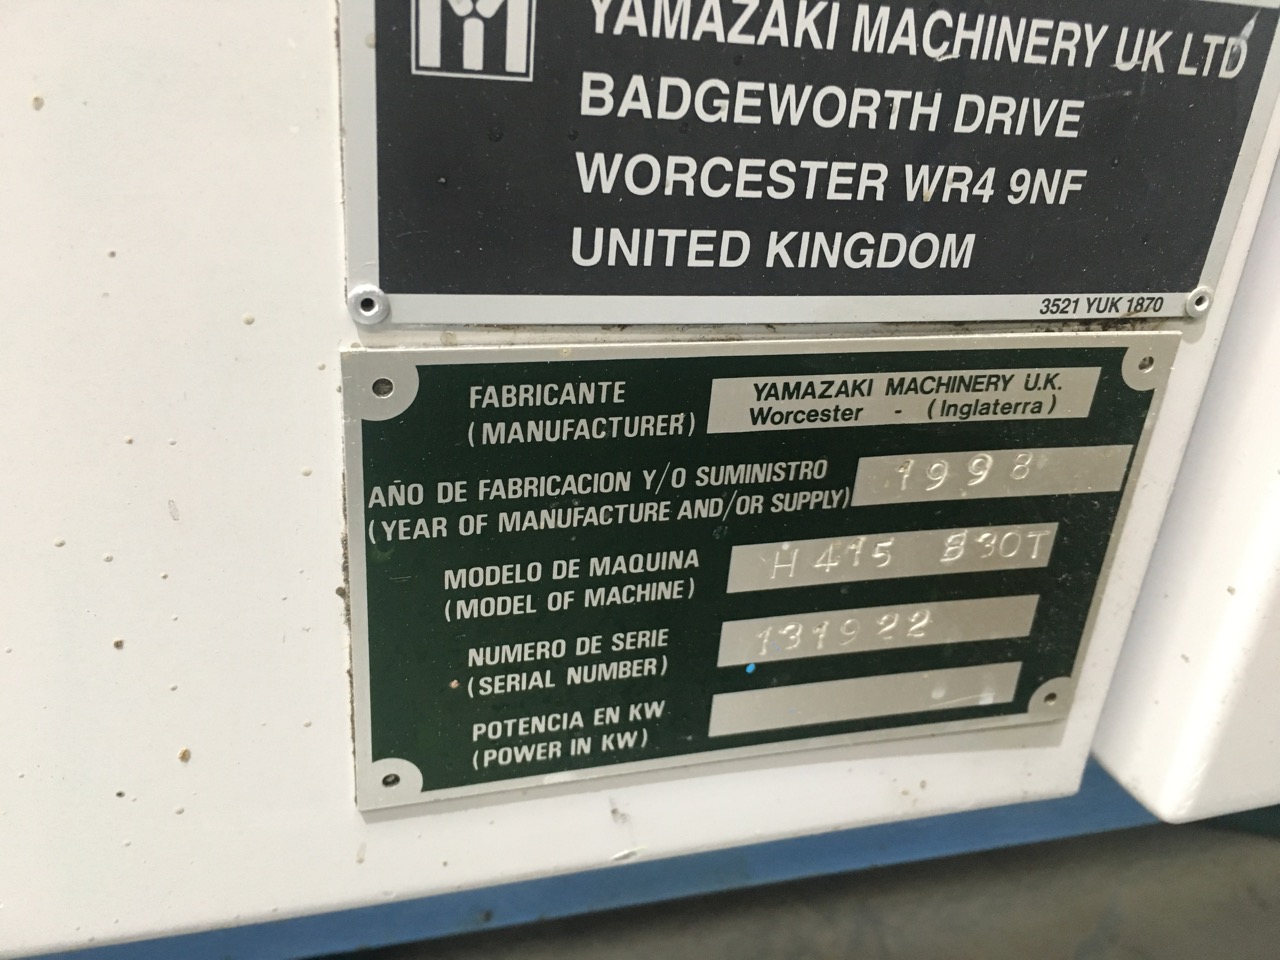 YAMAZAKI MACHINERY UK LTD
BADGEWORTH DRIVE
WORCESTER WR4 9NF
UNITED KINGDOM
3521 YUK 1870
FABRICANTE
(MANUFACTURER)
YAMAZAKI MACHINERY U.K.
Worcester - (Inglaterra)
AÑO DE FABRICACION Y/O SUMINISTRO
(YEAR OF MANUFACTURE AND/OR SUPPLY)
1998
MODELO DE MAQUINA
(MODEL OF MACHINE)
H415 B30T
NUMERO DE SERIE
(SERIAL NUMBER)
131922
POTENCIA EN KW
(POWER IN KW)